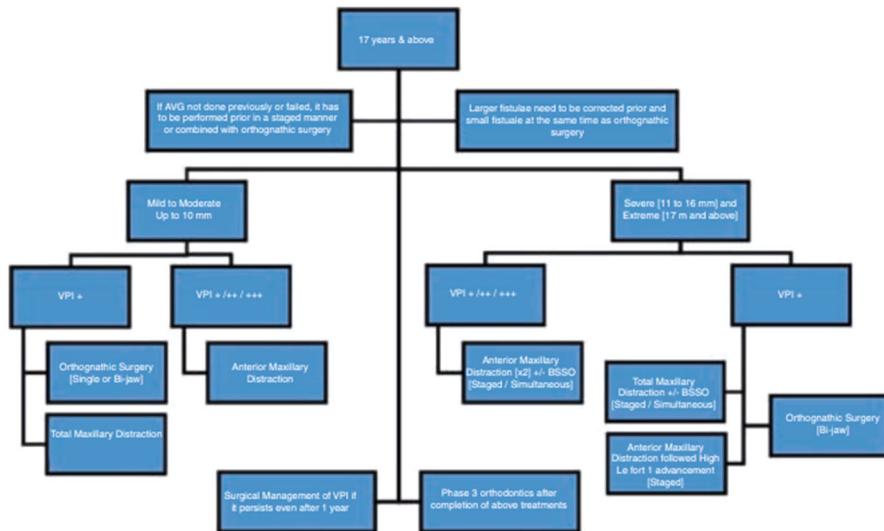 17 years & above
If AVG not done previously or failed, it has
to be performed prior in a staged manner
or combined with orthognathic surgery
Larger fistulae need to be corrected prior and
small fistuale at the same time as orthognathic
surgery
Mild to Moderate
Up to 10 mm
Severe [11 to 16 mm] and
Extreme [17 m and above]
VPI +
VPI + /++ / +++
VPI + /++ / +++
VPI +
Orthognathic Surgery
[Single or Bi-jaw]
Anterior Maxillary
Distraction
Anterior Maxillary
Distraction [x2] +/- BSSO
[Staged / Simultaneous]
Total Maxillary
Distraction +/- BSSO
[Staged / Simultaneous]
Orthognathic Surgery
[Bi-jaw]
Total Maxillary Distraction
Anterior Maxillary
Distraction followed High
Le fort 1 advancement
[Staged]
Surgical Management of VPI if
it persists even after 1 year
Phase 3 orthodontics after
completion of above treatments